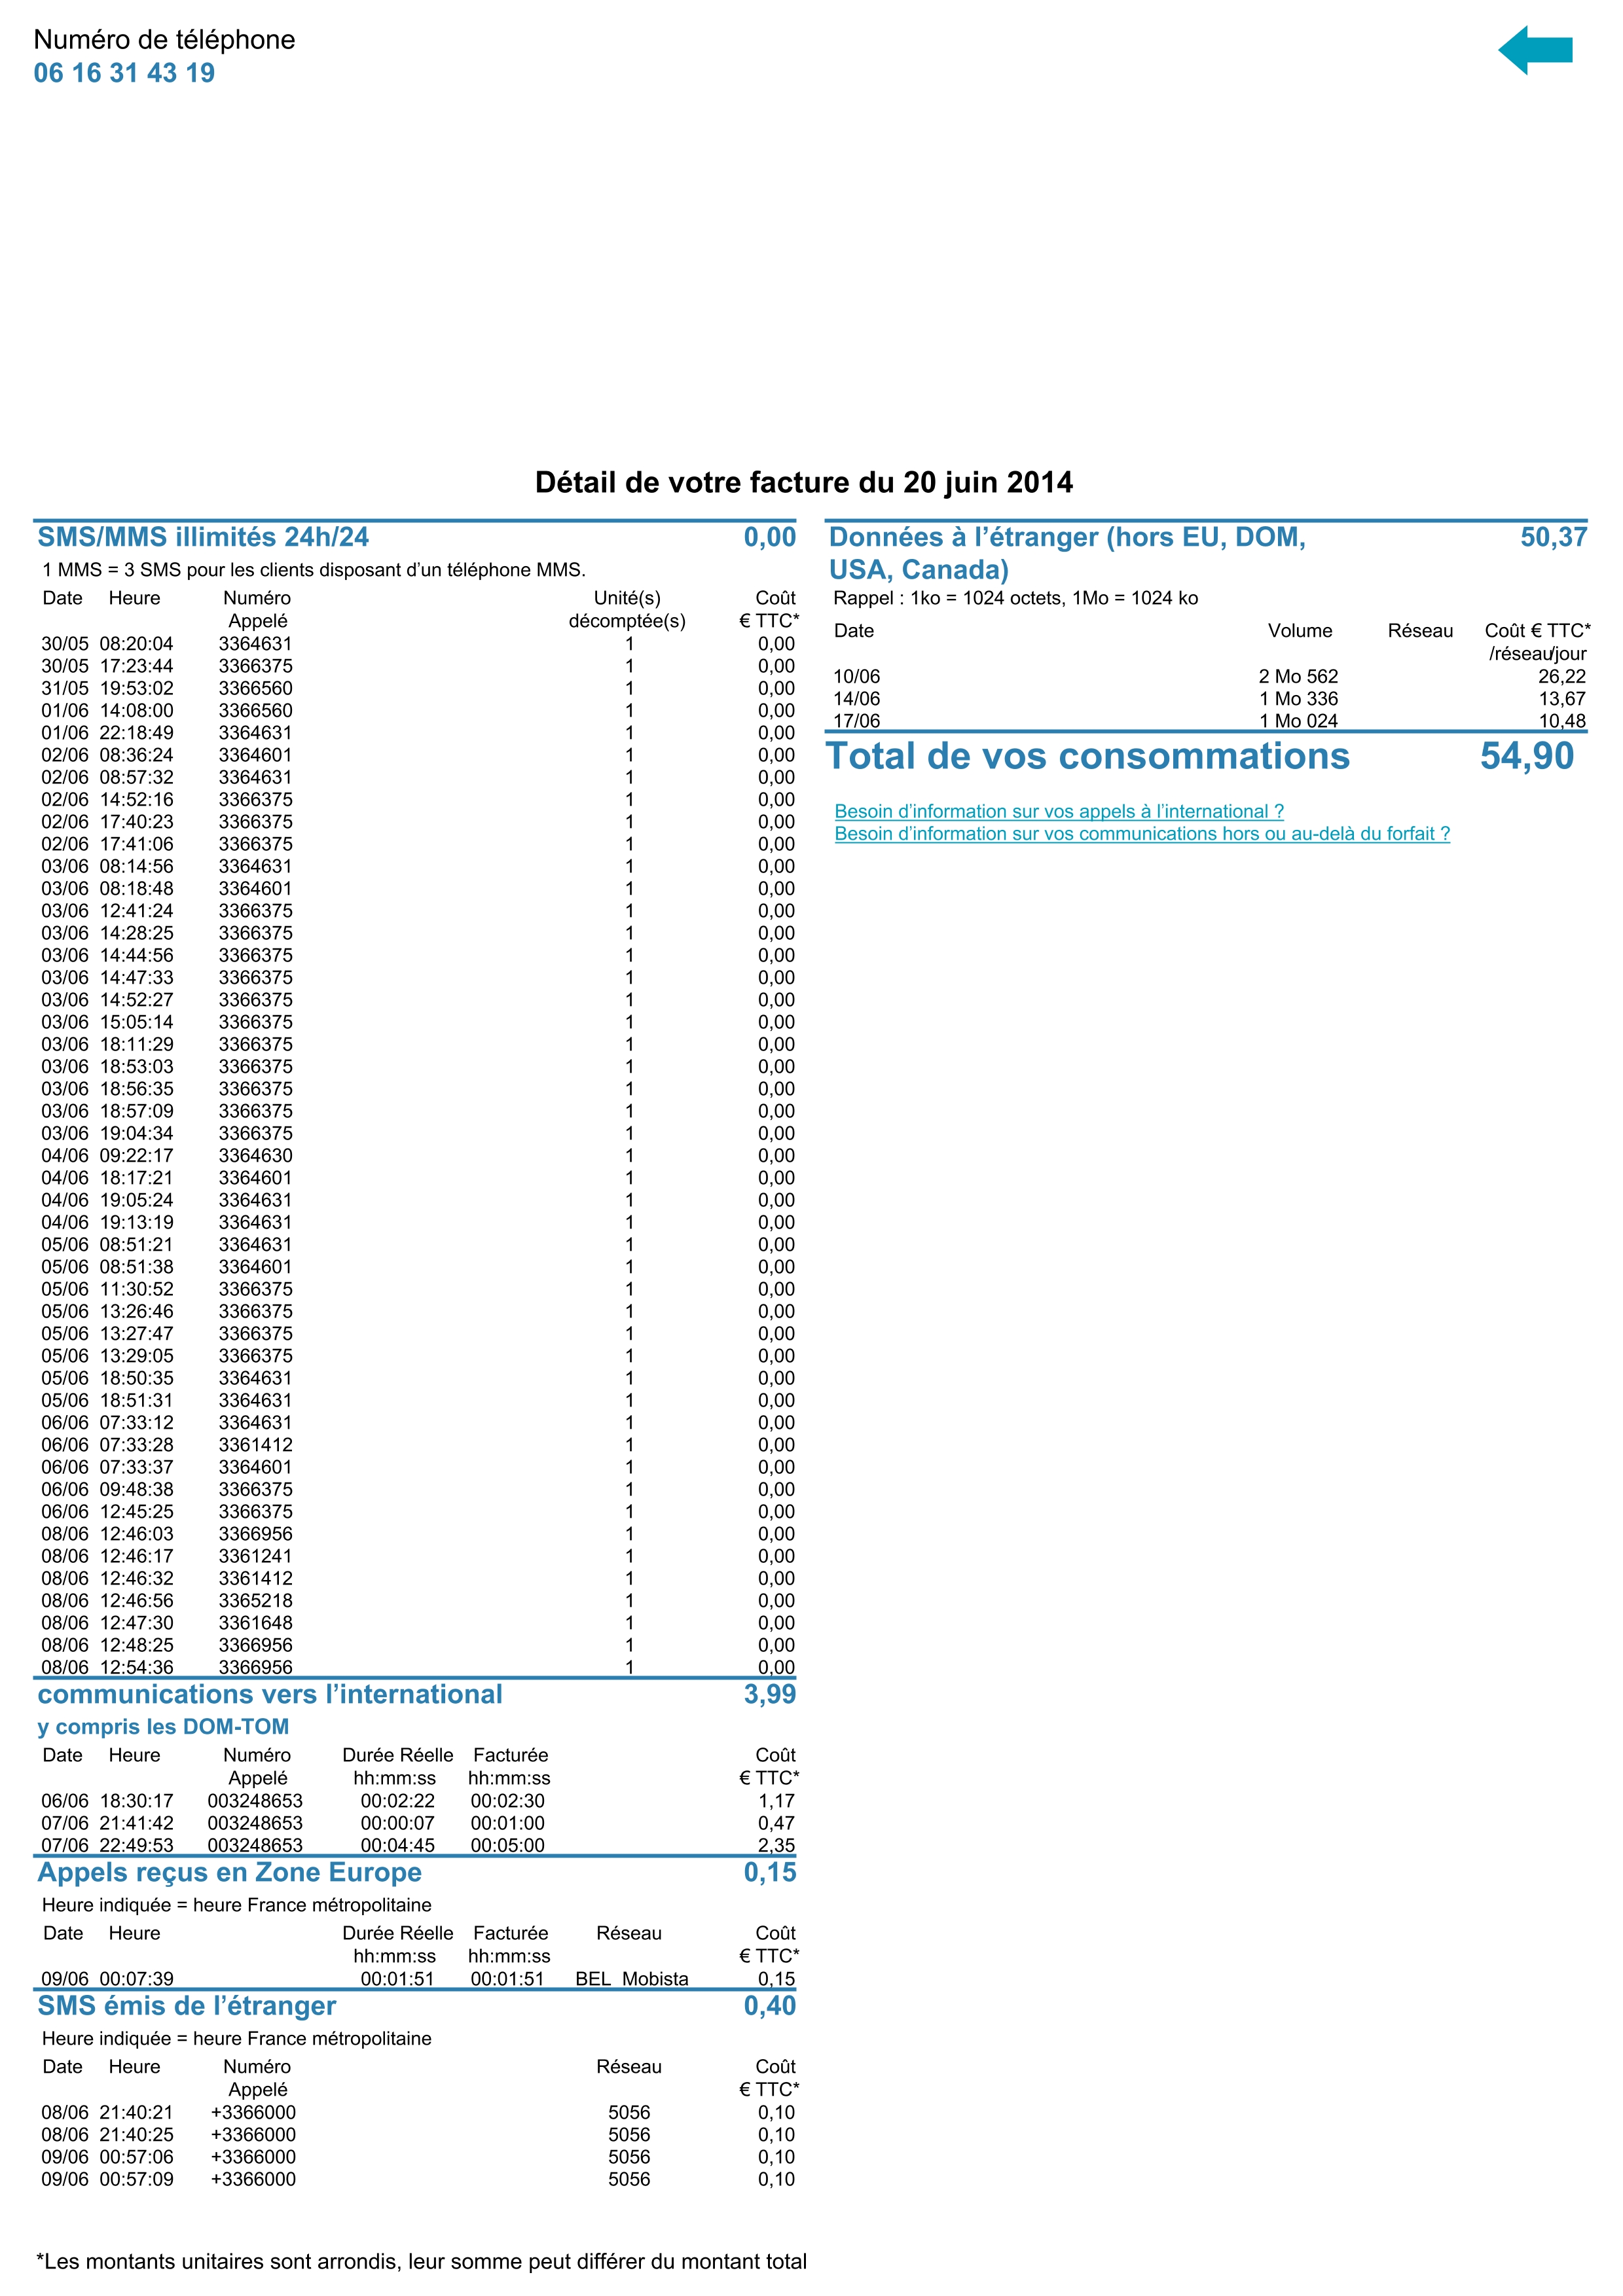 Numéro de téléphone
06 16 31 43 19
Détail de votre facture du 20 juin 2014
SMS/MMS illimités 24h/24 0,00
1 MMS = 3 SMS pour les clients disposant d’un téléphone MMS.
Date Heure Numéro Unité(s) Coût
Appelé décomptée(s) € TTC*
30/05 08:20:04 3364631 1 0,00
30/05 17:23:44 3366375 1 0,00
31/05 19:53:02 3366560 1 0,00
01/06 14:08:00 3366560 1 0,00
01/06 22:18:49 3364631 1 0,00
02/06 08:36:24 3364601 1 0,00
02/06 08:57:32 3364631 1 0,00
02/06 14:52:16 3366375 1 0,00
02/06 17:40:23 3366375 1 0,00
02/06 17:41:06 3366375 1 0,00
03/06 08:14:56 3364631 1 0,00
03/06 08:18:48 3364601 1 0,00
03/06 12:41:24 3366375 1 0,00
03/06 14:28:25 3366375 1 0,00
03/06 14:44:56 3366375 1 0,00
03/06 14:47:33 3366375 1 0,00
03/06 14:52:27 3366375 1 0,00
03/06 15:05:14 3366375 1 0,00
03/06 18:11:29 3366375 1 0,00
03/06 18:53:03 3366375 1 0,00
03/06 18:56:35 3366375 1 0,00
03/06 18:57:09 3366375 1 0,00
03/06 19:04:34 3366375 1 0,00
04/06 09:22:17 3364630 1 0,00
04/06 18:17:21 3364601 1 0,00
04/06 19:05:24 3364631 1 0,00
04/06 19:13:19 3364631 1 0,00
05/06 08:51:21 3364631 1 0,00
05/06 08:51:38 3364601 1 0,00
05/06 11:30:52 3366375 1 0,00
05/06 13:26:46 3366375 1 0,00
05/06 13:27:47 3366375 1 0,00
05/06 13:29:05 3366375 1 0,00
05/06 18:50:35 3364631 1 0,00
05/06 18:51:31 3364631 1 0,00
06/06 07:33:12 3364631 1 0,00
06/06 07:33:28 3361412 1 0,00
06/06 07:33:37 3364601 1 0,00
06/06 09:48:38 3366375 1 0,00
06/06 12:45:25 3366375 1 0,00
08/06 12:46:03 3366956 1 0,00
08/06 12:46:17 3361241 1 0,00
08/06 12:46:32 3361412 1 0,00
08/06 12:46:56 3365218 1 0,00
08/06 12:47:30 3361648 1 0,00
08/06 12:48:25 3366956 1 0,00
08/06 12:54:36 3366956 1 0,00
communications vers l’international 3,99
y compris les DOM-TOM
Date Heure Numéro Durée Réelle Facturée Coût
Appelé hh:mm:ss hh:mm:ss € TTC*
06/06 18:30:17 003248653 00:02:22 00:02:30 1,17
07/06 21:41:42 003248653 00:00:07 00:01:00 0,47
07/06 22:49:53 003248653 00:04:45 00:05:00 2,35
Appels reçus en Zone Europe 0,15
Heure indiquée = heure France métropolitaine
Date Heure Durée Réelle Facturée Réseau Coût
hh:mm:ss hh:mm:ss € TTC*
09/06 00:07:39 00:01:51 00:01:51 BEL Mobista 0,15
SMS émis de l’étranger 0,40
Heure indiquée = heure France métropolitaine
Date Heure Numéro Réseau Coût
Appelé € TTC*
08/06 21:40:21 +3366000 5056 0,10
08/06 21:40:25 +3366000 5056 0,10
09/06 00:57:06 +3366000 5056 0,10
09/06 00:57:09 +3366000 5056 0,10
Données à l’étranger (hors EU, DOM, 50,37
USA, Canada)
Rappel : 1ko = 1024 octets, 1Mo = 1024 ko
Date Volume Réseau Coût € TTC*
/réseau/jour
10/06 2 Mo 562 26,22
14/06 1 Mo 336 13,67
17/06 1 Mo 024 10,48
Total de vos consommations 54,90
Besoin d’information sur vos appels à l’international ?
Besoin d’information sur vos communications hors ou au-delà du forfait ?
*Les montants unitaires sont arrondis, leur somme peut différer du montant total